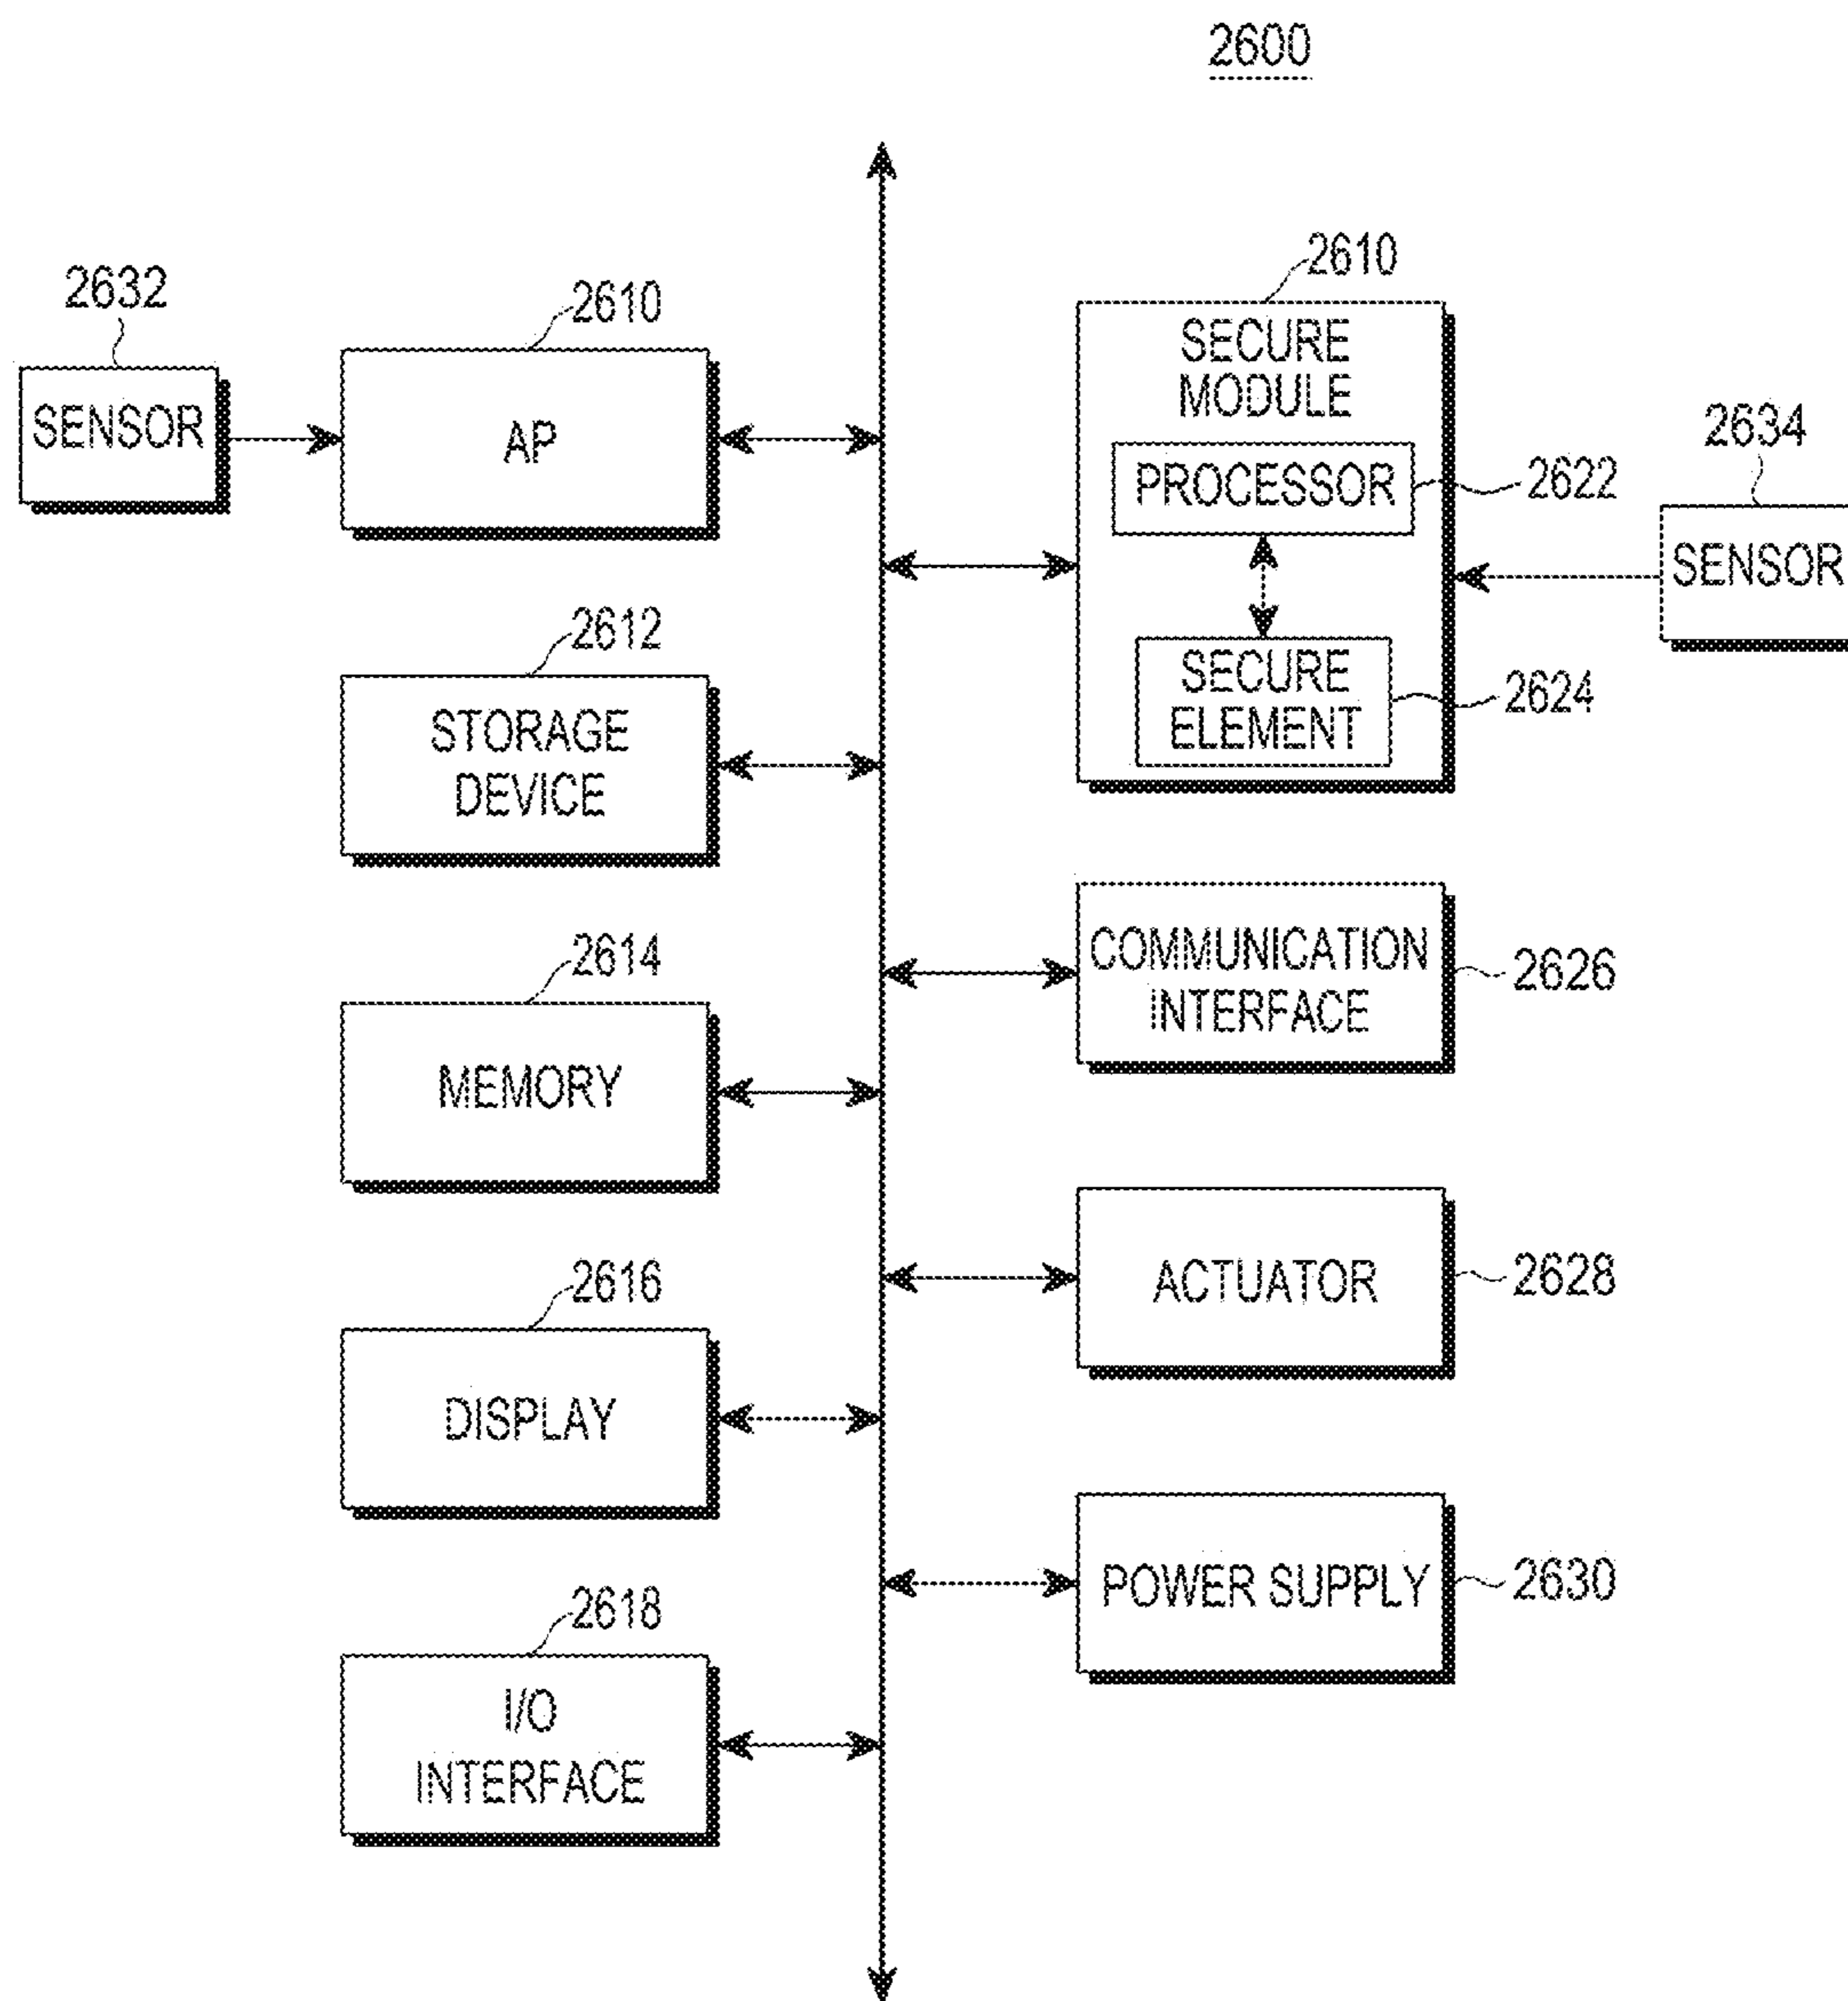 2600
2632
2610
SENSOR
AP
2612
STORAGE
DEVICE
2614
MEMORY
2616
DISPLAY
2618
I/O
INTERFACE
2610
SECURE
MODULE
PROCESSOR
2622
SECURE
ELEMENT
2624
2634
SENSOR
COMMUNICATION
INTERFACE
2626
ACTUATOR
2628
POWER SUPPLY
2630